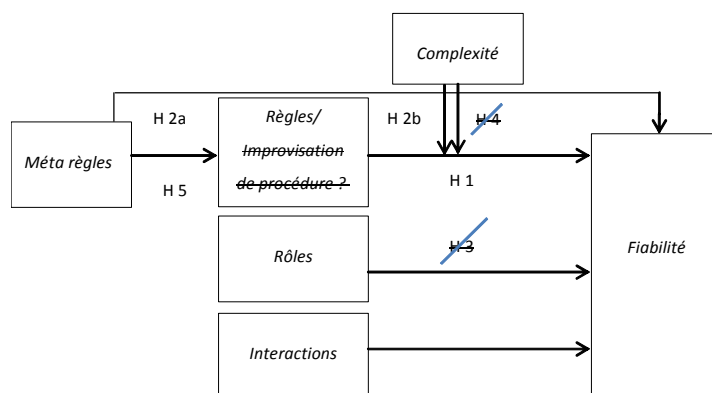 Complexité
H 2a
Règles/
H 2b
H 4
Méta règles
Improvisation
de procédure ?
H 5
H 1
Rôles
H 3
Fiabilité
Interactions